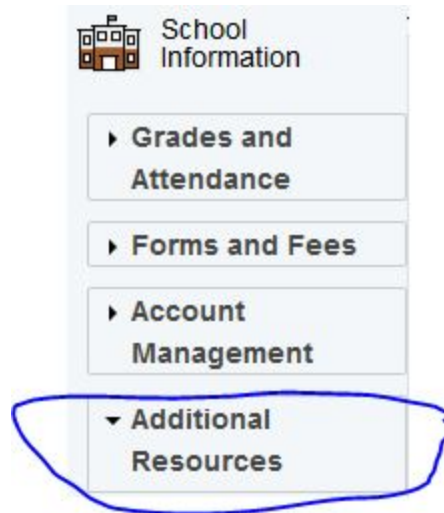 School
Information
Grades and
Attendance
Forms and Fees
Account
Management
Additional
Resources